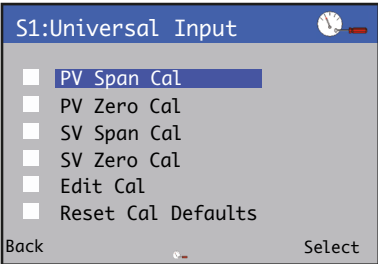 S1:Universal Input
PV Span Cal
PV Zero Cal
SV Span Cal
SV Zero Cal
Edit Cal
Reset Cal Defaults
Back Select